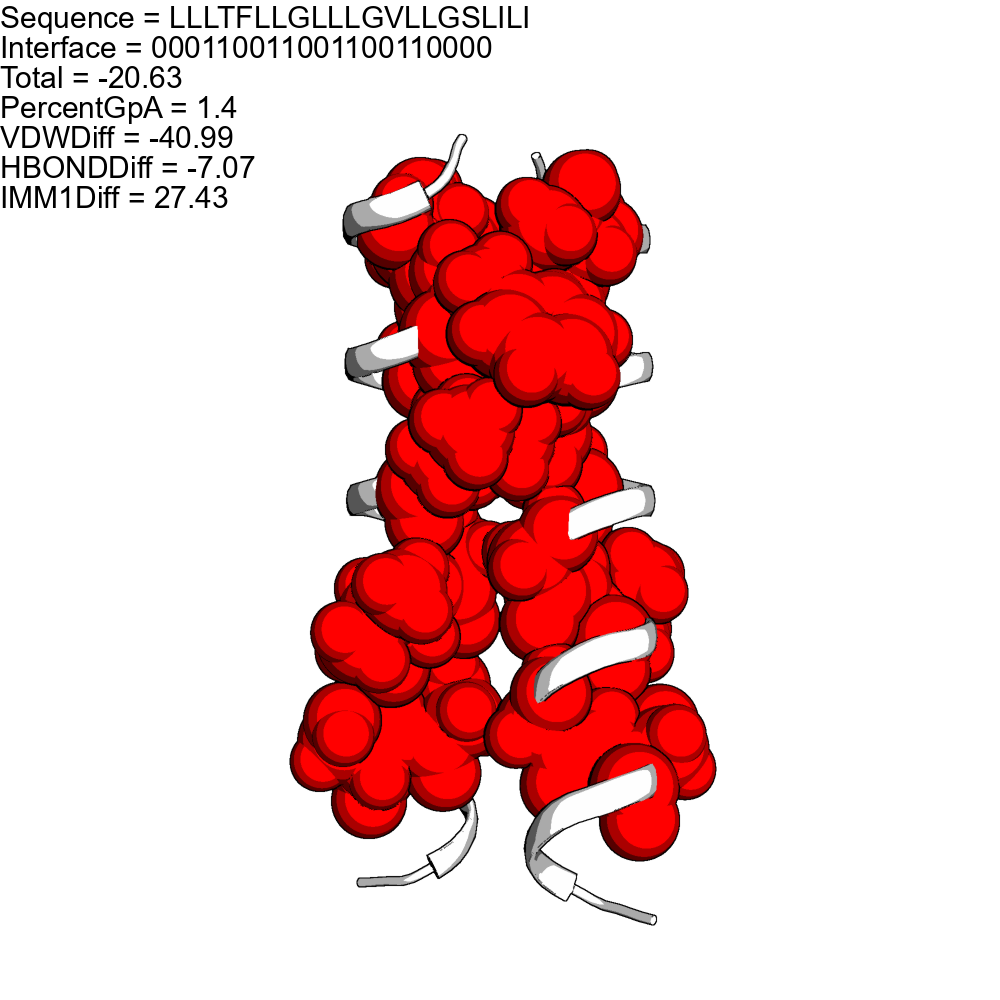 Sequence = LLLTFLLGLLLGVLLGSLILI
Interface = 000110011001100110000
Total = -20.63
PercentGpA = 1.4
VDWDiff = -40.99
HBONDDiff = -7.07
IMM1Diff = 27.43